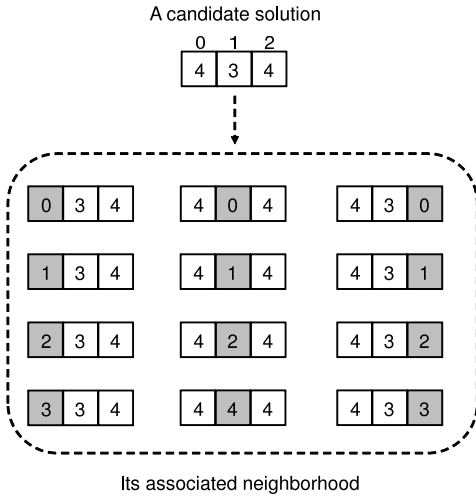 A candidate solution
0 1 2
4 3 4
0 3 4 4 0 4 4 3 0
1 3 4 4 1 4 4 3 1
2 3 4 4 2 4 4 3 2
3 3 4 4 4 4 4 3 3
Its associated neighborhood